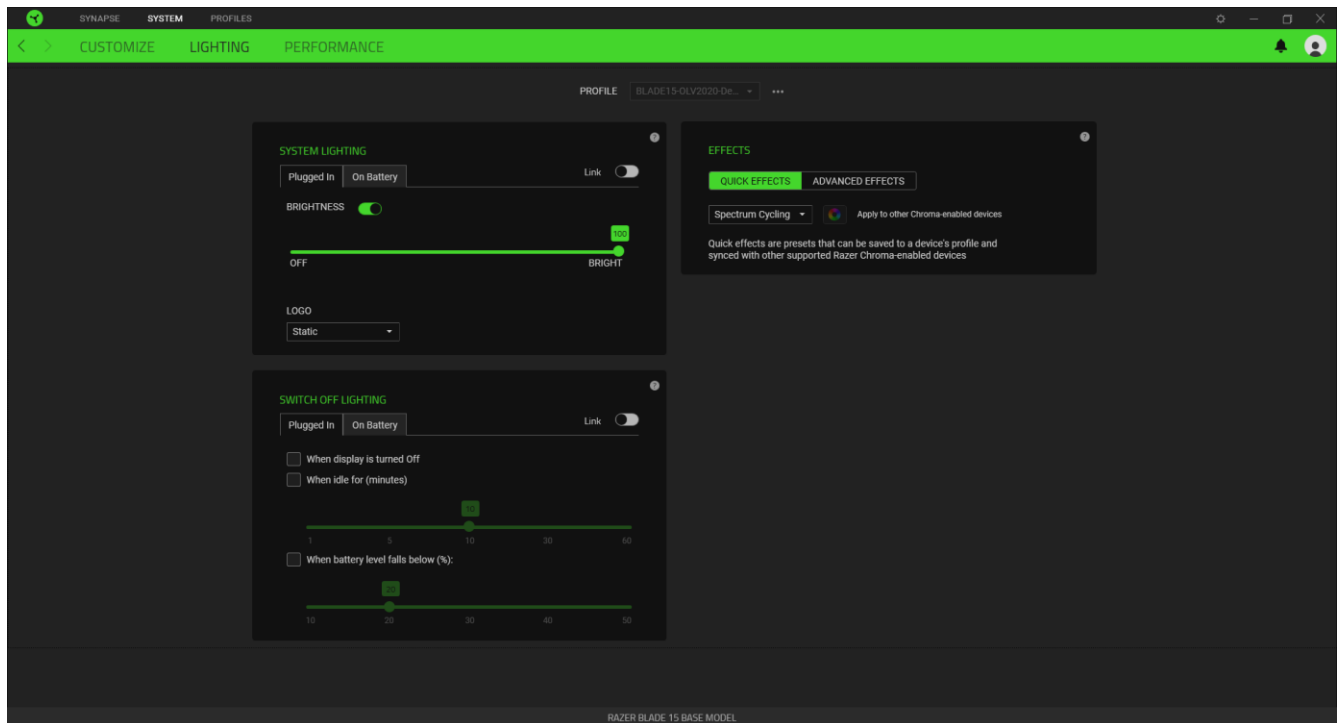 SYNAPSE SYSTEM PROFILES
CUSTOMIZE LIGHTING PERFORMANCE
PROFILE BLADE15-OLV2020-De...
SYSTEM LIGHTING
Plugged In On Battery Link
BRIGHTNESS
100
OFF BRIGHT
LOGO
Static
EFFECTS
QUICK EFFECTS ADVANCED EFFECTS
Spectrum Cycling Apply to other Chroma-enabled devices
Quick effects are presets that can be saved to a device's profile and
synced with other supported Razer Chroma-enabled devices
SWITCH OFF LIGHTING
Plugged In On Battery Link
When display is turned Off
When idle for (minutes)
10
1 5 10 30 60
When battery level falls below (%):
20
10 20 30 40 50
RAZER BLADE 15 BASE MODEL